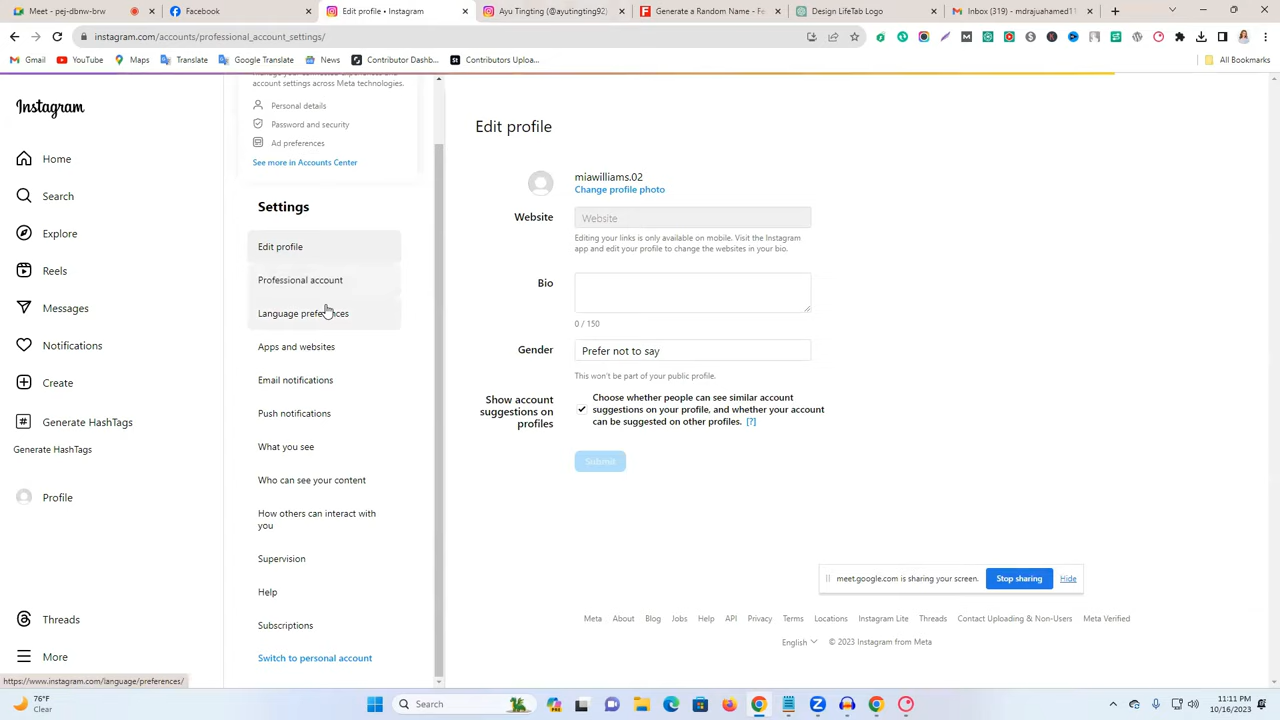 Meet - pejdbnw-brw
Facebook
Edit profile • Instagram
Ayu Tingting (@ayutingting92)
Generate a Random Name - Fa
Design LifeTab Logo
Gmail (319) - mdrajuahamed11
instagram.com/accounts/professional_account_settings/
Gmail
YouTube
Maps
Translate
Google Translate
News
Contributor Dashb...
Contributors Uploa...
All Bookmarks
Instagram
Home
Search
Explore
Reels
Messages
Notifications
Create
Generate HashTags
Generate HashTags
Profile
Threads
More
https://www.instagram.com/language/preferences/
account settings across Meta technologies.
Personal details
Password and security
Ad preferences
See more in Accounts Center
Settings
Edit profile
Professional account
Language preferences
Apps and websites
Email notifications
Push notifications
What you see
Who can see your content
How others can interact with
you
Supervision
Help
Subscriptions
Switch to personal account
Edit profile
miawilliams.02
Change profile photo
Website
Website
Editing your links is only available on mobile. Visit the Instagram
app and edit your profile to change the websites in your bio.
Bio
0 / 150
Gender
Prefer not to say
This won't be part of your public profile.
Show account
suggestions on
profiles
Choose whether people can see similar account
suggestions on your profile, and whether your account
can be suggested on other profiles. [?]
Submit
meet.google.com is sharing your screen.
Stop sharing
Hide
Meta
About
Blog
Jobs
Help
API
Privacy
Terms
Locations
Instagram Lite
Threads
Contact Uploading & Non-Users
Meta Verified
English
© 2023 Instagram from Meta
76°F
Clear
Search
11:11 PM
10/16/2023